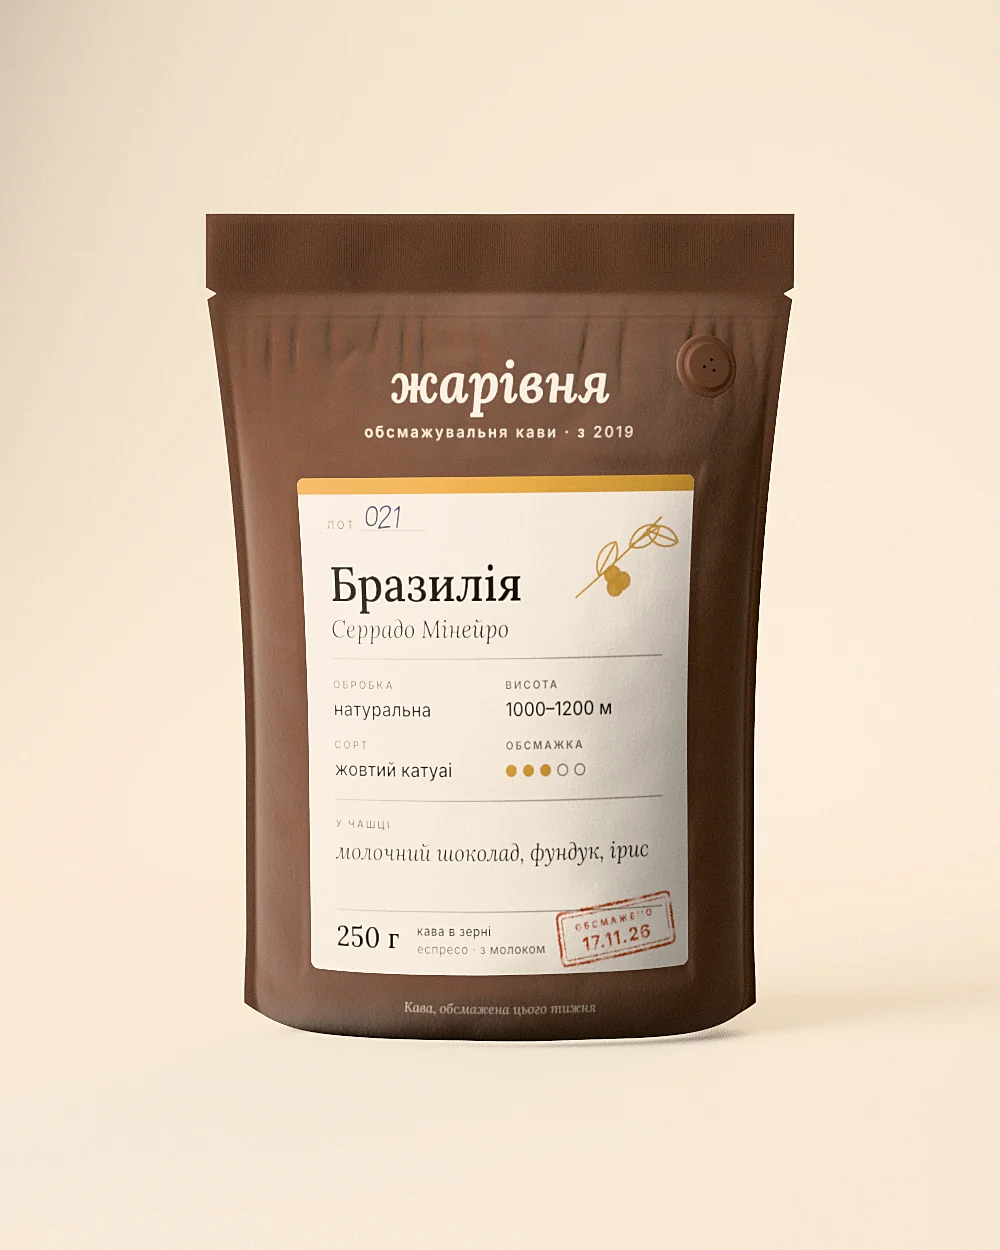 жарівня
обсмажувальня кави · з 2019
ЛОТ 021
Бразилія
Серрадо Мінейро
ОБРОБКА
натуральна
ВИСОТА
1000–1200 м
СОРТ
жовтий катуаі
ОБСМАЖКА
У ЧАШЦІ
молочний шоколад, фундук, ірис
250 г
кава в зерні
еспресо · з молоком
ОБСМАЖЕНО
17.11.26
Кава, обсмажена цього тижня